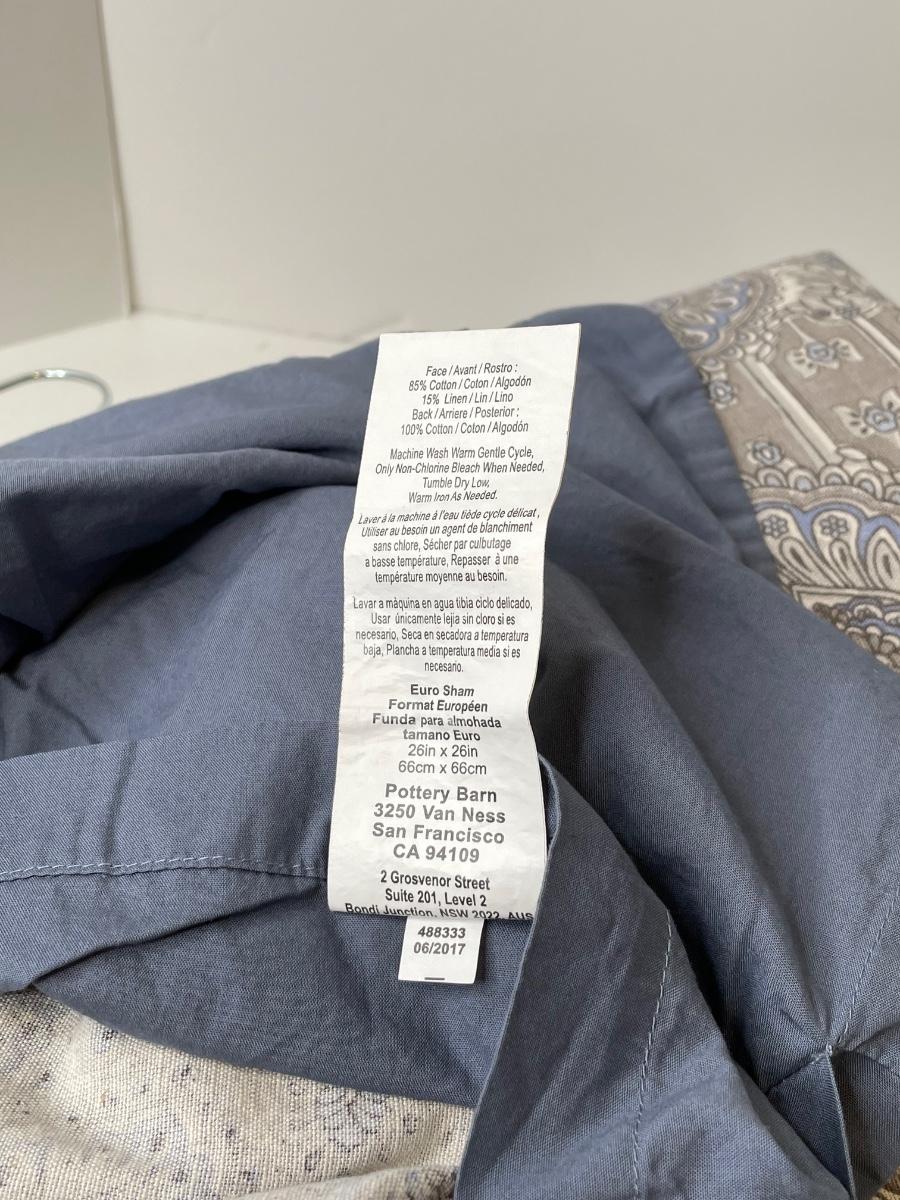 Face / Avant / Rostro :
85% Cotton / Coton / Algodón
15% Linen / Lin / Lino
Back / Arriere / Posterior :
100% Cotton / Coton / Algodón
Machine Wash Warm Gentle Cycle,
Only Non-Chlorine Bleach When Needed,
Tumble Dry Low,
Warm Iron As Needed.
Laver á la machine à l'eau tiède cycle délicat,
Utiliser au besoin un agent de blanchiment
sans chlore, Sécher par culbutage
a basse température, Repasser à une
température moyenne au besoin.
Lavar a màquina en agua tibia ciclo delicado,
Usar únicamente lejia sin cloro si es
necesario, Seca en secadora a temperatura
baja, Plancha a temperatura media si es
necesario.
Euro Sham
Format Européen
Funda para almohada
tamano Euro
26in x 26in
66cm x 66cm
Pottery Barn
3250 Van Ness
San Francisco
CA 94109
2 Grosvenor Street
Suite 201, Level 2
Bondi Junction, NSW 2022, AUS
488333
06/2017